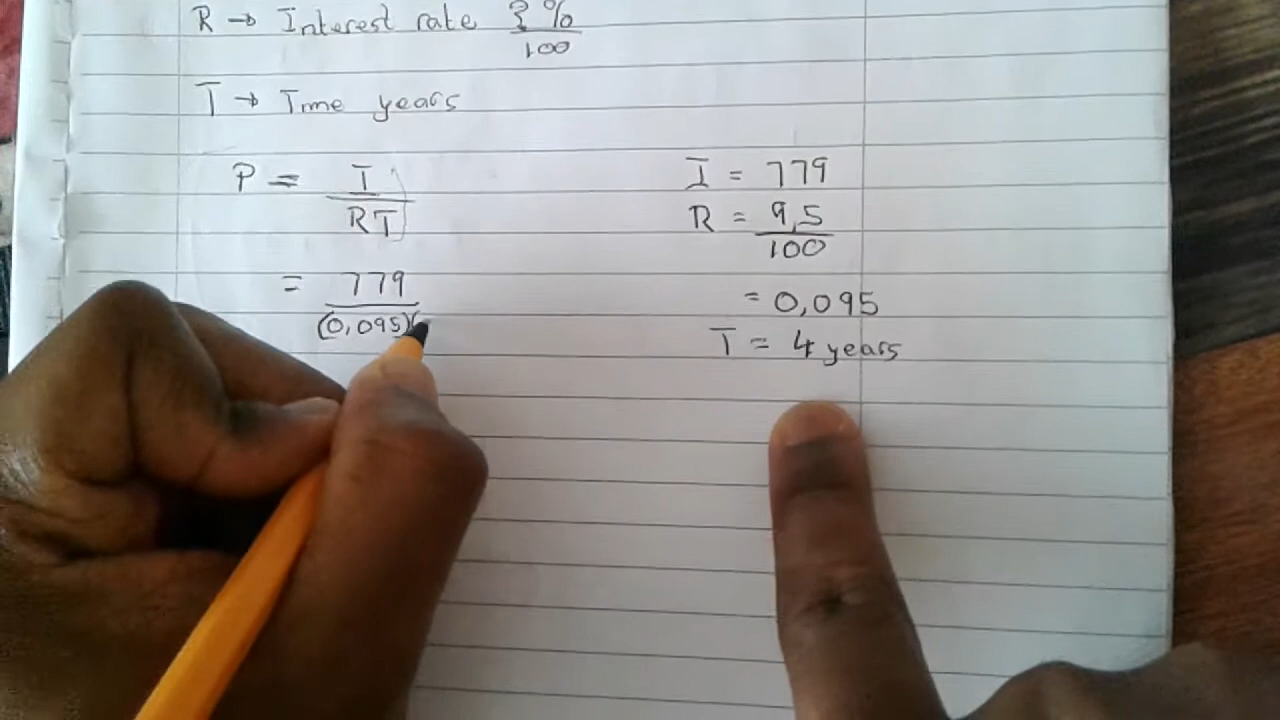 R → Interest rate }%
100
T → Time years
P = I
RT
= 779
(0,095)(
I = 779
R = 9,5
100
= 0,095
T = 4 years